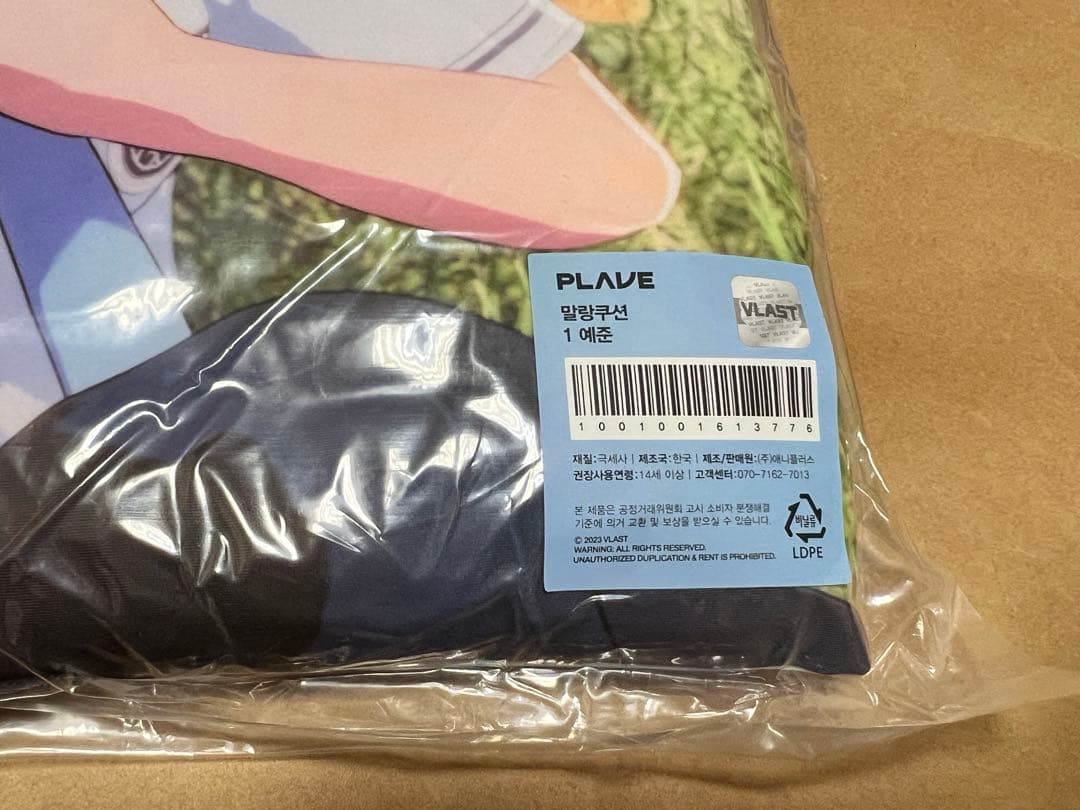 PLAVE
말랑쿠션
1 예준
VLAST
1001001613776
재질:극세사 | 제조국:한국 | 제조/판매원:(주)애니플러스
권장사용연령:14세 이상 | 고객센터:070-7162-7013
본 제품은 공정거래위원회 고시 소비자 분쟁해결
기준에 의거 교환 및 보상을 받으실 수 있습니다.
© 2023 VLAST
WARNING: ALL RIGHTS RESERVED.
UNAUTHORIZED DUPLICATION & RENT IS PROHIBITED.
비닐류
LDPE